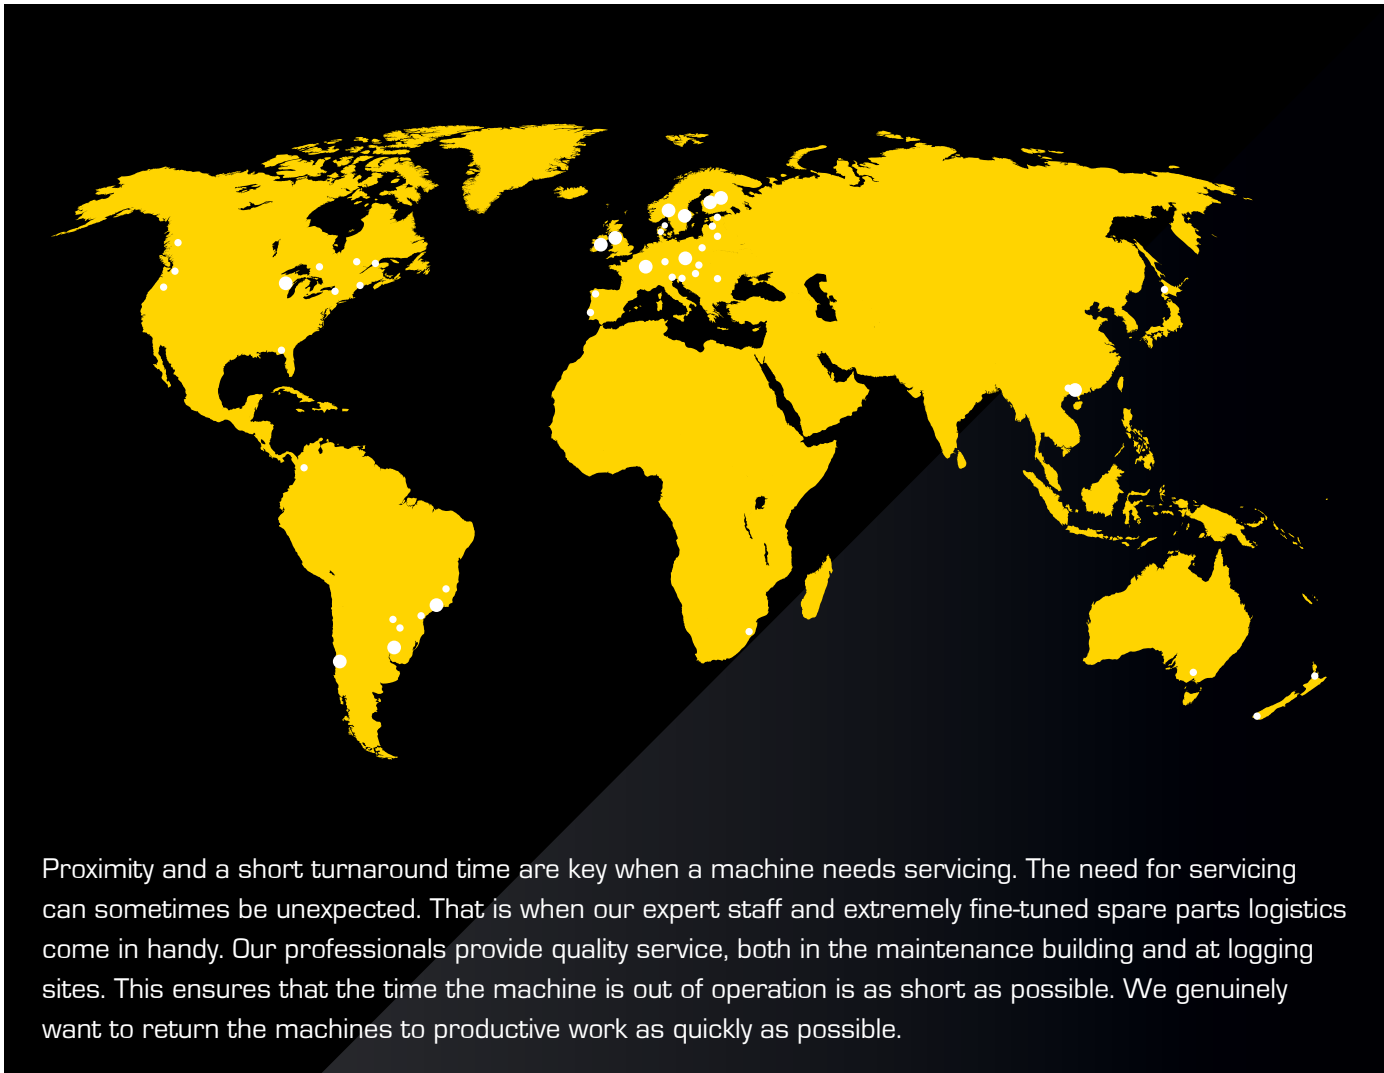 Proximity and a short turnaround time are key when a machine needs servicing. The need for servicing
can sometimes be unexpected. That is when our expert staff and extremely fine-tuned spare parts logistics
come in handy. Our professionals provide quality service, both in the maintenance building and at logging
sites. This ensures that the time the machine is out of operation is as short as possible. We genuinely
want to return the machines to productive work as quickly as possible.